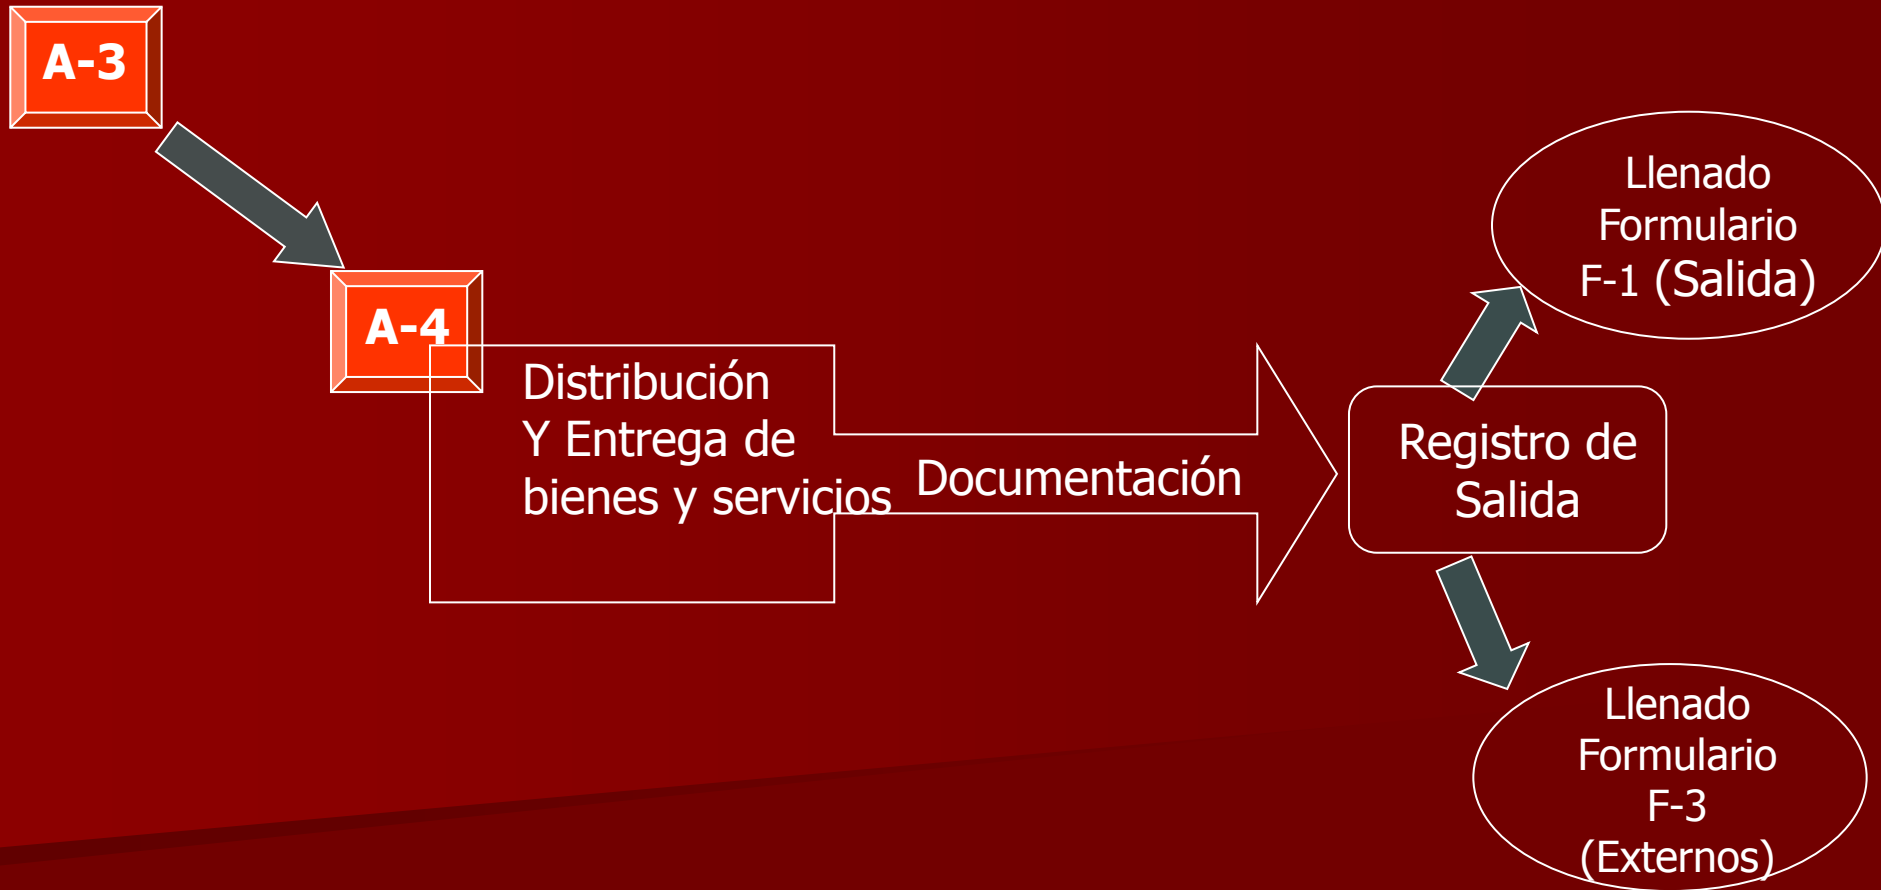 A-3
A-4
Distribución
Y Entrega de
bienes y servicios
Documentación
Registro de
Salida
Llenado
Formulario
F-1 (Salida)
Llenado
Formulario
F-3
(Externos)